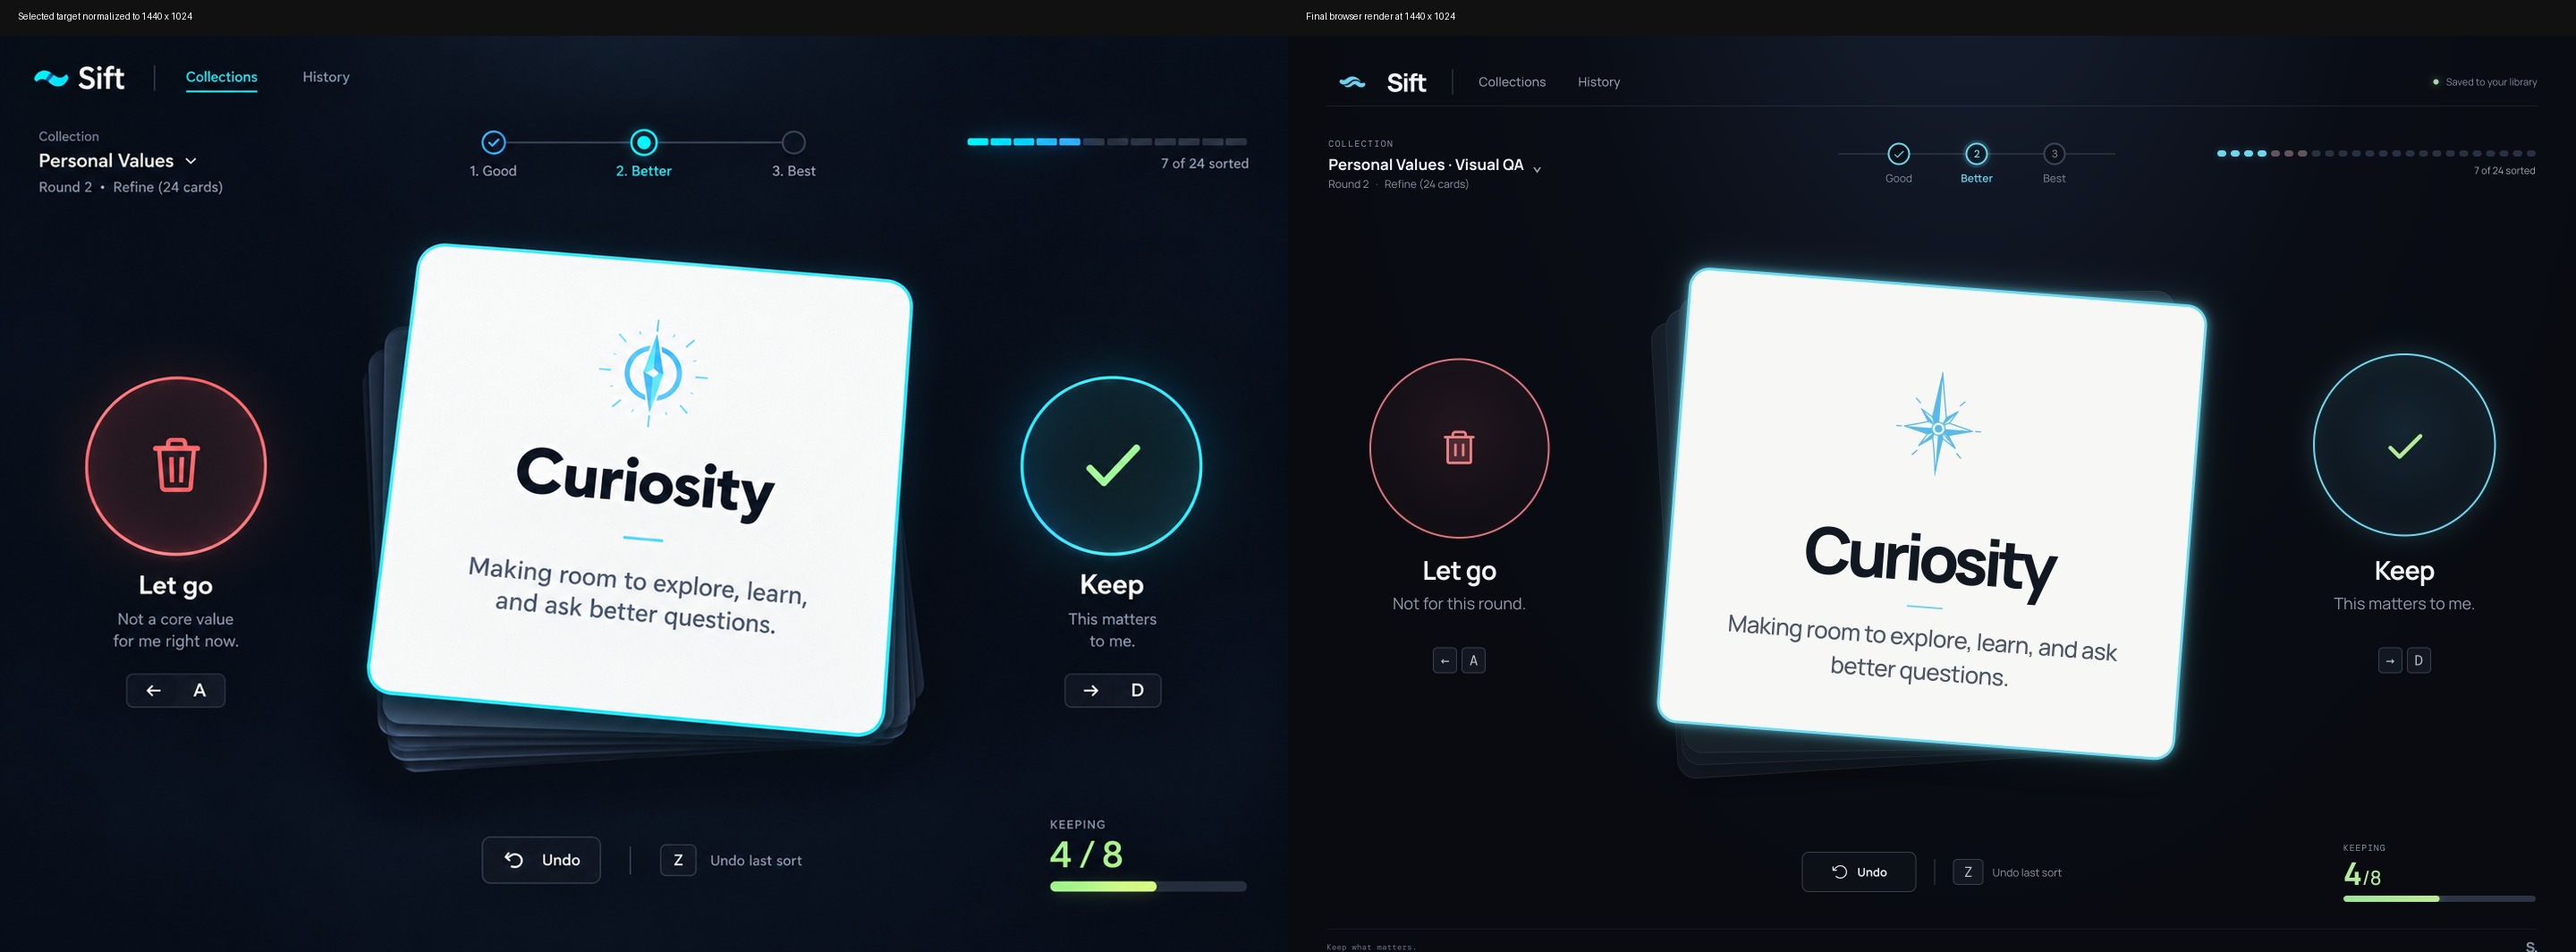 Selected target normalized to 1440 x 1024
Sift
Collections
History
Collection
Personal Values
Round 2 • Refine (24 cards)
1. Good
2. Better
3. Best
7 of 24 sorted
Curiosity
Making room to explore, learn,
and ask better questions.
Let go
Not a core value
for me right now.
← A
Keep
This matters
to me.
→ D
Undo
Z
Undo last sort
KEEPING
4 / 8
Final browser render at 1440 x 1024
Sift
Collections
History
Saved to your library
COLLECTION
Personal Values · Visual QA
Round 2 · Refine (24 cards)
2
3
Good
Better
Best
7 of 24 sorted
Curiosity
Making room to explore, learn, and ask
better questions.
Let go
Not for this round.
← A
Keep
This matters to me.
→ D
Undo
Z
Undo last sort
KEEPING
4/8
Keep what matters.
S.